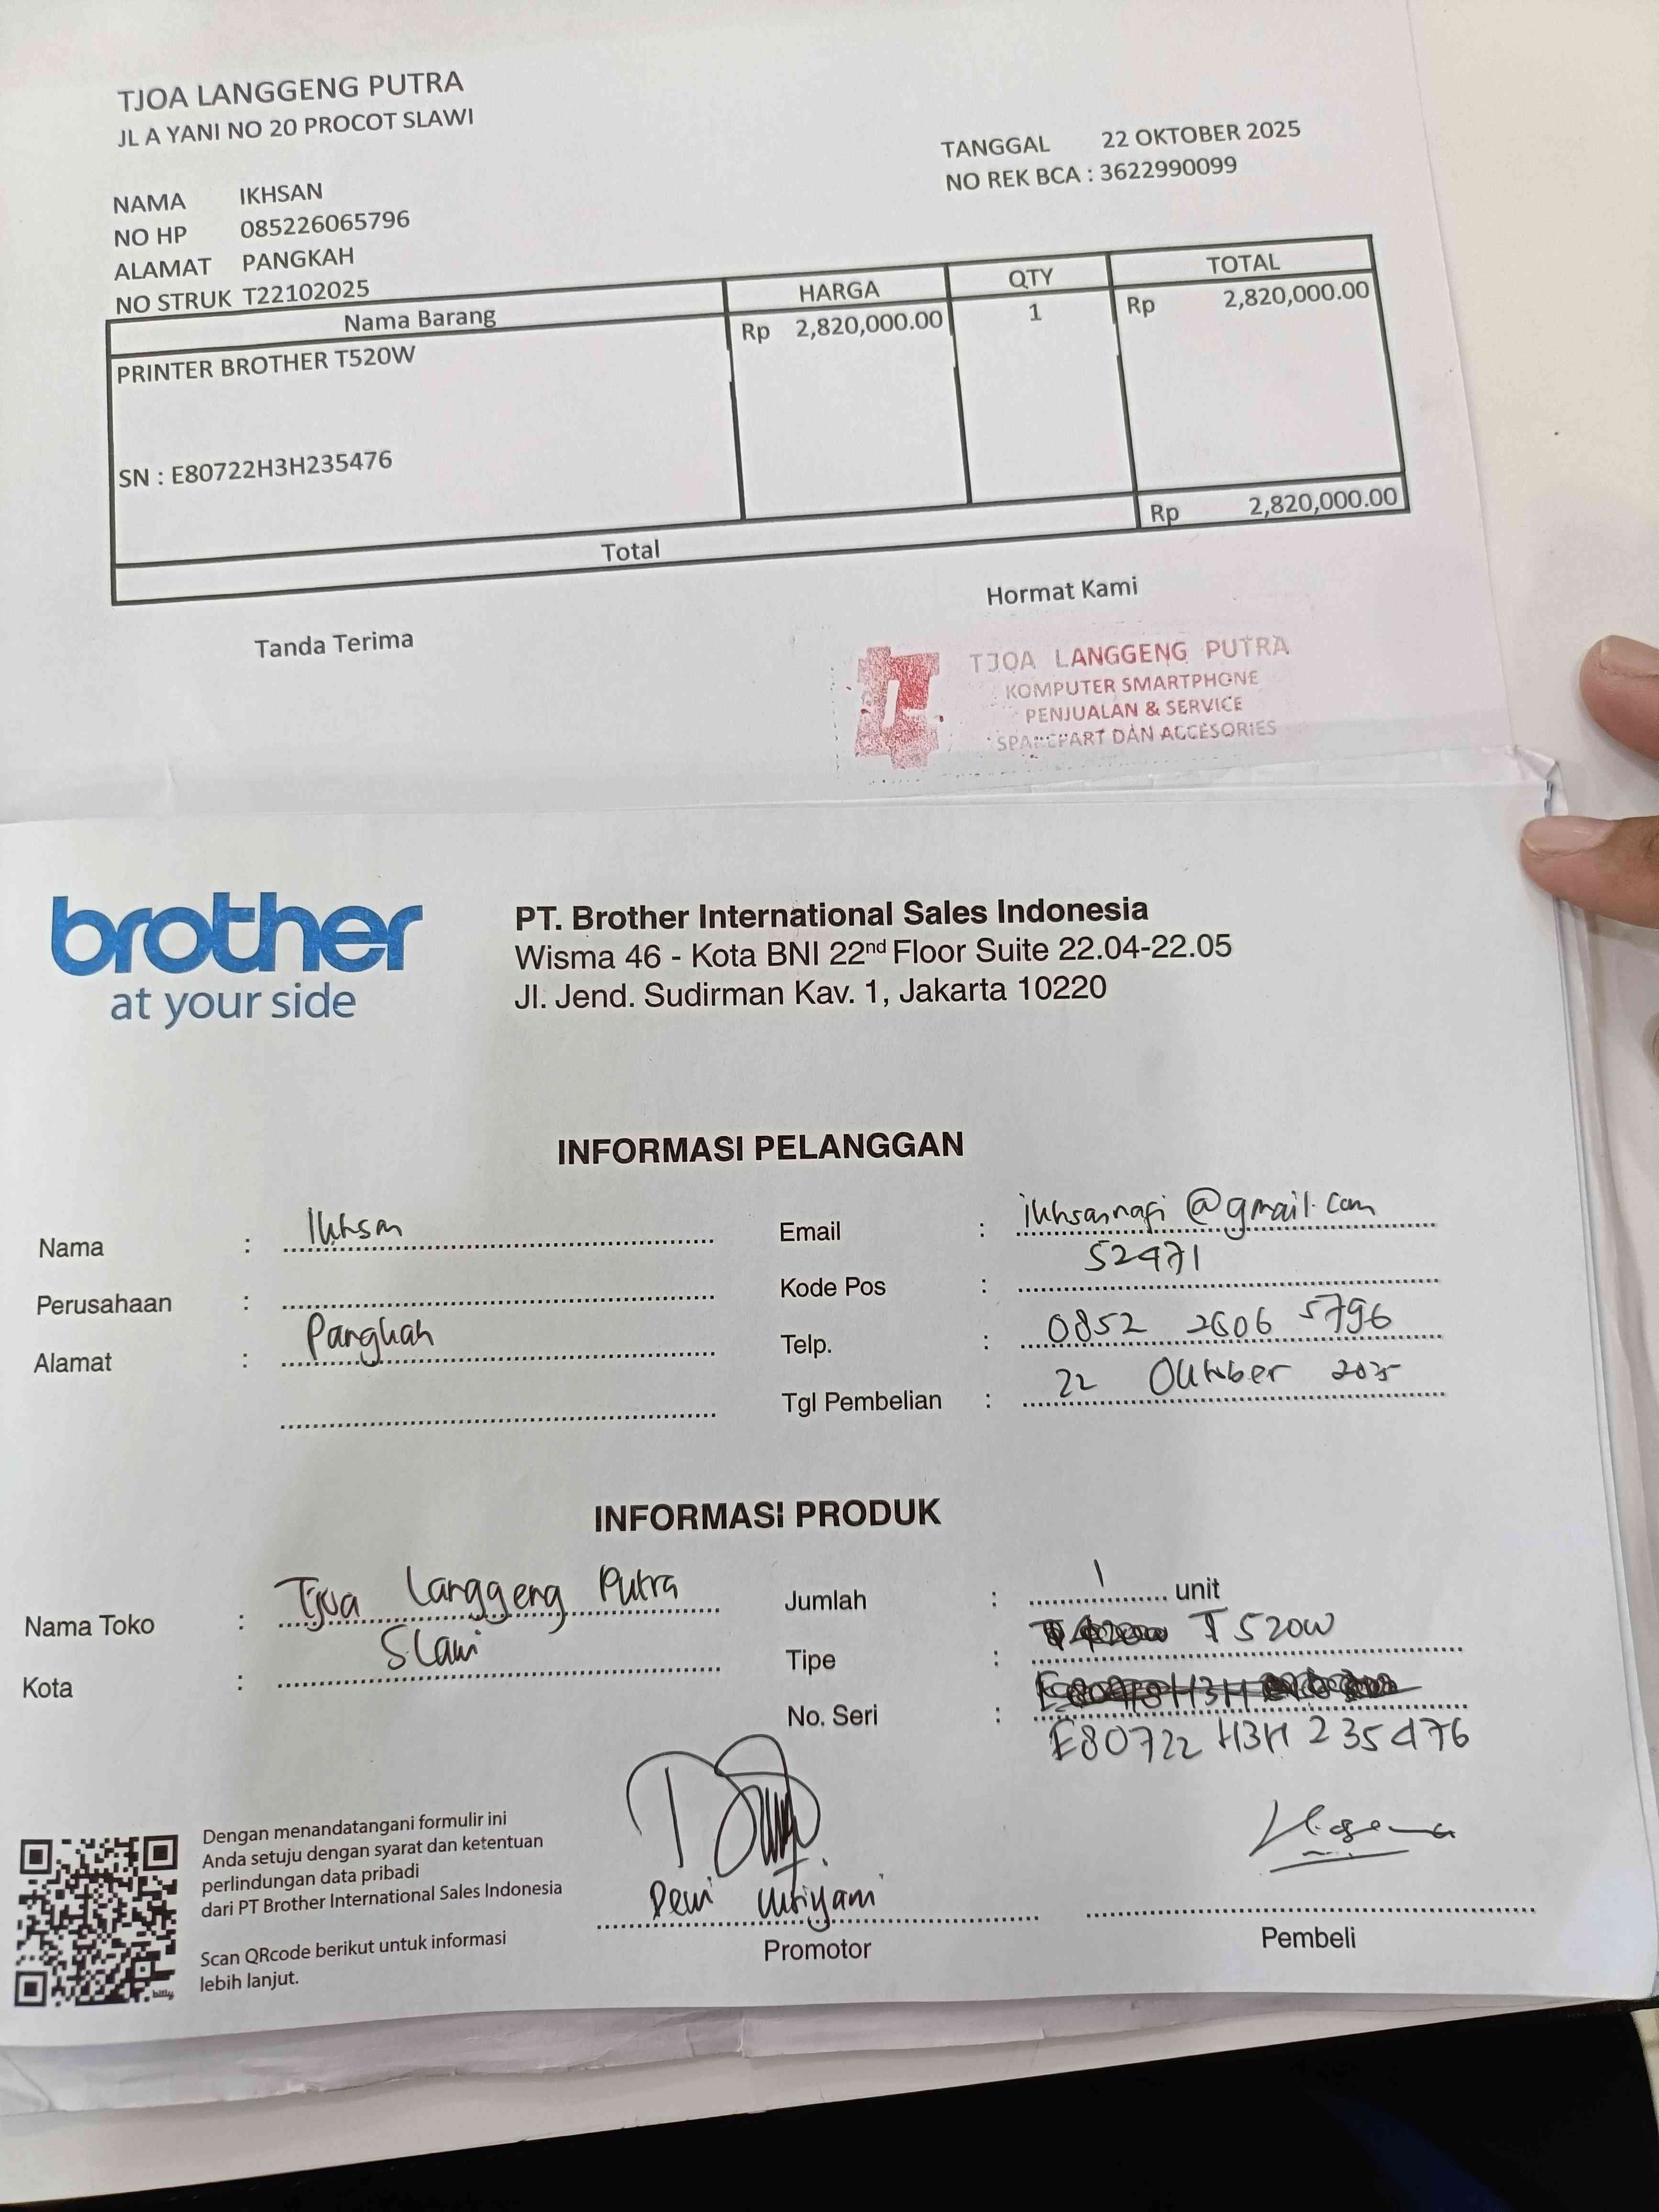 TJOA LANGGENG PUTRA
JL A YANI NO 20 PROCOT SLAWI
TANGGAL 22 OKTOBER 2025
NO REK BCA : 3622990099
NAMA IKHSAN
NO HP 085226065796
ALAMAT PANGKAH
NO STRUK T22102025
Nama Barang HARGA QTY TOTAL
PRINTER BROTHER T520W Rp 2,820,000.00 1 Rp 2,820,000.00
SN : E80722H3H235476
Total Rp 2,820,000.00
Tanda Terima Hormat Kami
TJOA LANGGENG PUTRA
KOMPUTER SMARTPHONE
PENJUALAN & SERVICE
SPAREPART DAN ACCESORIES
brother
at your side
PT. Brother International Sales Indonesia
Wisma 46 - Kota BNI 22nd Floor Suite 22.04-22.05
Jl. Jend. Sudirman Kav. 1, Jakarta 10220
INFORMASI PELANGGAN
Nama : Ikhsan
Email : ikhsannafi@gmail.com
Perusahaan :
Kode Pos : 52471
Alamat : Pangkah
Telp. : 0852 2606 5796
Tgl Pembelian : 22 Oktober 2025
INFORMASI PRODUK
Nama Toko : Tjoa Langgeng Putra
Jumlah : 1 unit
Kota : Slawi
Tipe : T520W
No. Seri : E80722H3H235476
Dengan menandatangani formulir ini
Anda setuju dengan syarat dan ketentuan
perlindungan data pribadi
dari PT Brother International Sales Indonesia
Scan QRcode berikut untuk informasi
lebih lanjut.
bitly
Dewi
Promotor
Pembeli